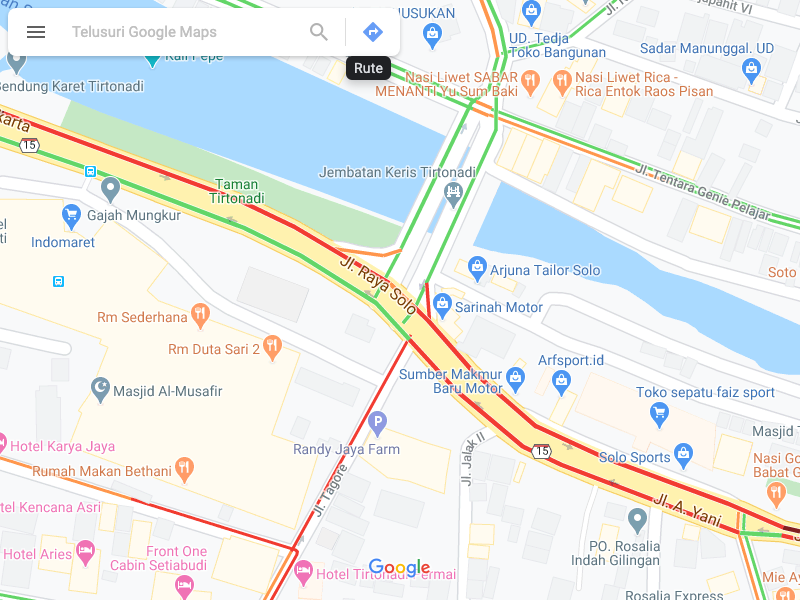 Telusuri Google Maps
Rute
HUSUKAN
ajapahit VI
UD. Tedja
Toko Bangunan
Sadar Manunggal. UD
Kali Pepe
Bendung Karet Tirtonadi
Nasi Liwet SABAR
MENANTI Yu Sum Baki
Nasi Liwet Rica -
Rica Entok Raos Pisan
karta
15
Jembatan Keris Tirtonadi
Jl. Tentara Genie Pelajar
Taman
Tirtonadi
Gajah Mungkur
Indomaret
Jl. Raya Solo
Arjuna Tailor Solo
Soto
Rm Sederhana
Sarinah Motor
Rm Duta Sari 2
Arfsport.id
Sumber Makmur
Baru Motor
Toko sepatu faiz sport
Masjid Al-Musafir
P
Randy Jaya Farm
Masjid T
Hotel Karya Jaya
Jl. Jalak II
15
Solo Sports
Nasi Go
Babat G
Rumah Makan Bethani
Jl. Tagore
Jl. A. Yani
tel Kencana Asri
Hotel Aries
Front One
Cabin Setiabudi
Google
Hotel Tirtonadi Permai
PO. Rosalia
Indah Gilingan
Mie Ay
Rosalia Express